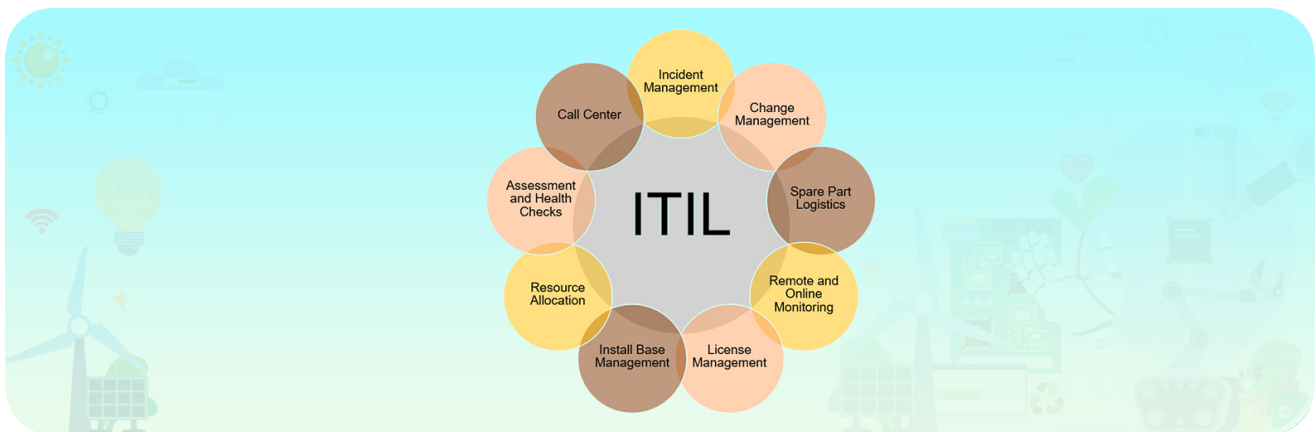 Incident
Management
Change
Management
Spare Part
Logistics
Remote and
Online
Monitoring
License
Management
Install Base
Management
Resource
Allocation
Assessment
and Health
Checks
Call Center
ITIL